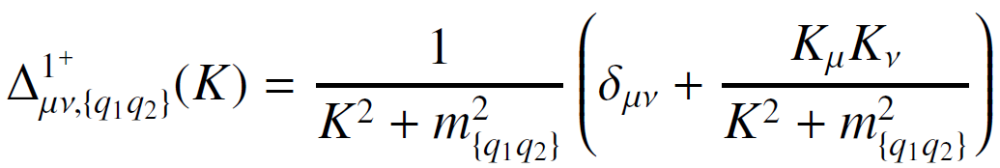 Δ^{1^+}_{μν,{q_1q_2}}(K) = \frac{1}{K^2 + m^2_{\{q_1q_2\}}} \left( δ_{μν} + \frac{K_μ K_ν}{K^2 + m^2_{\{q_1q_2\}}} \right)